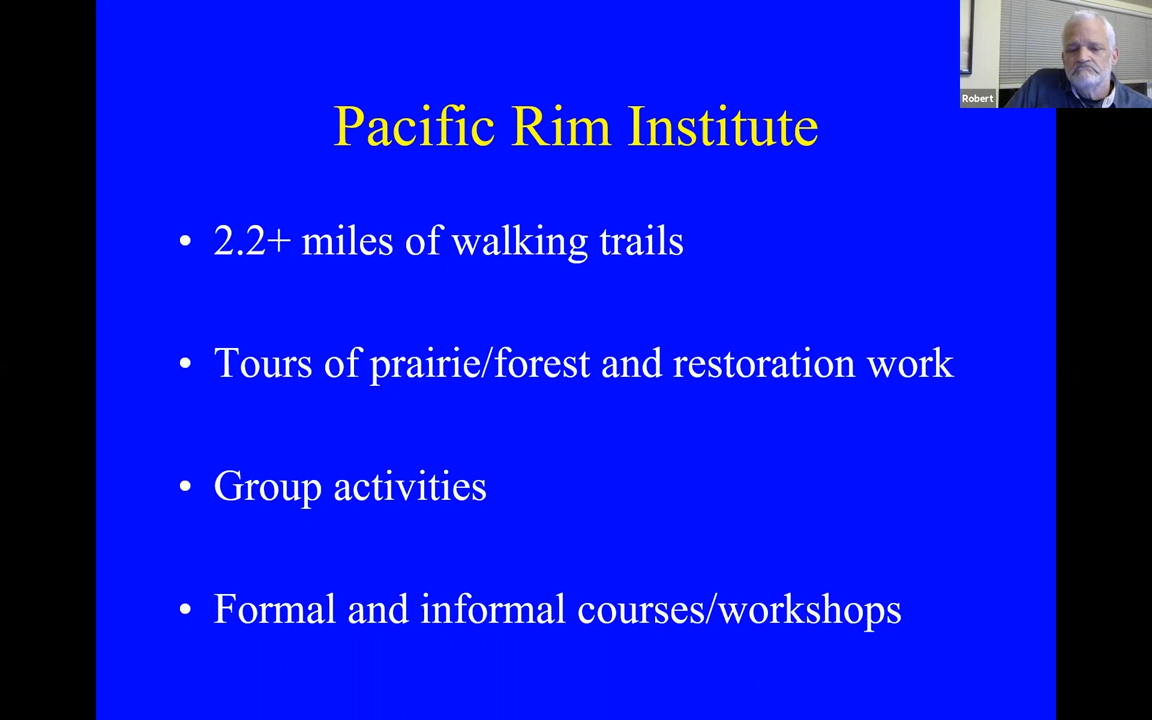 Pacific Rim Institute
• 2.2+ miles of walking trails
• Tours of prairie/forest and restoration work
• Group activities
• Formal and informal courses/workshops
Robert